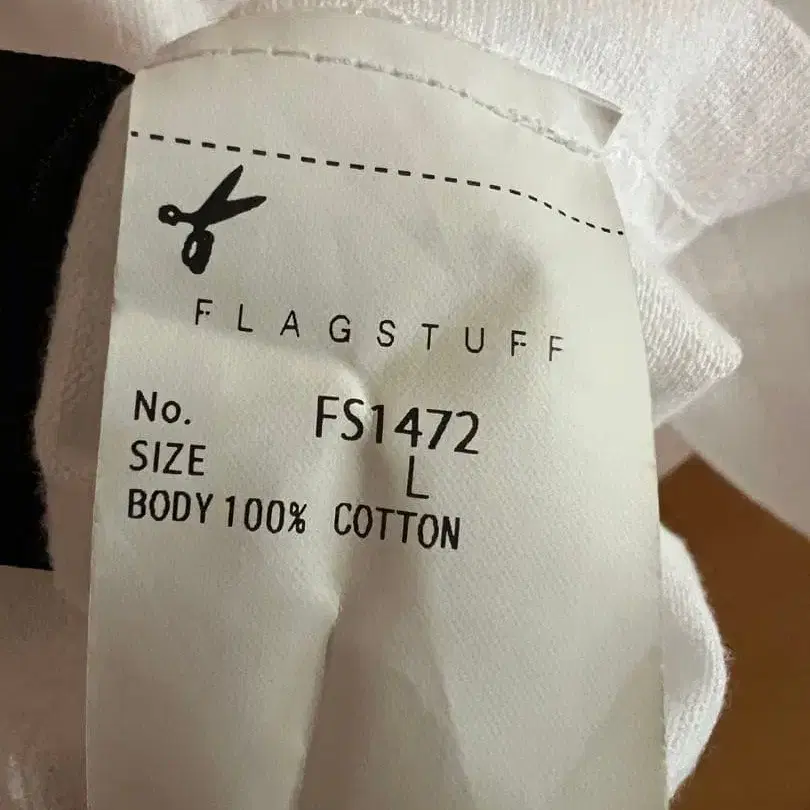 FLAGSTUFF
No. FS1472
SIZE L
BODY 100% COTTON